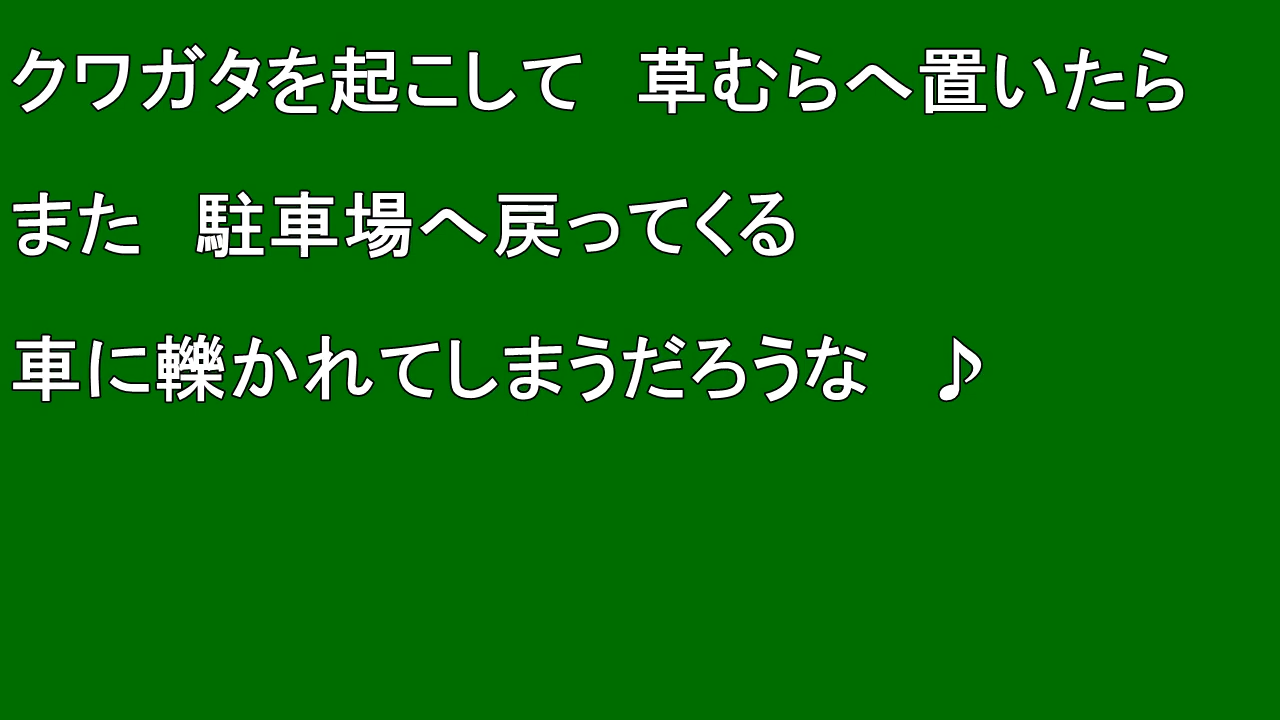 クワガタを起こして　草むらへ置いたら
また　駐車場へ戻ってくる
車に轢かれてしまうだろうな　♪